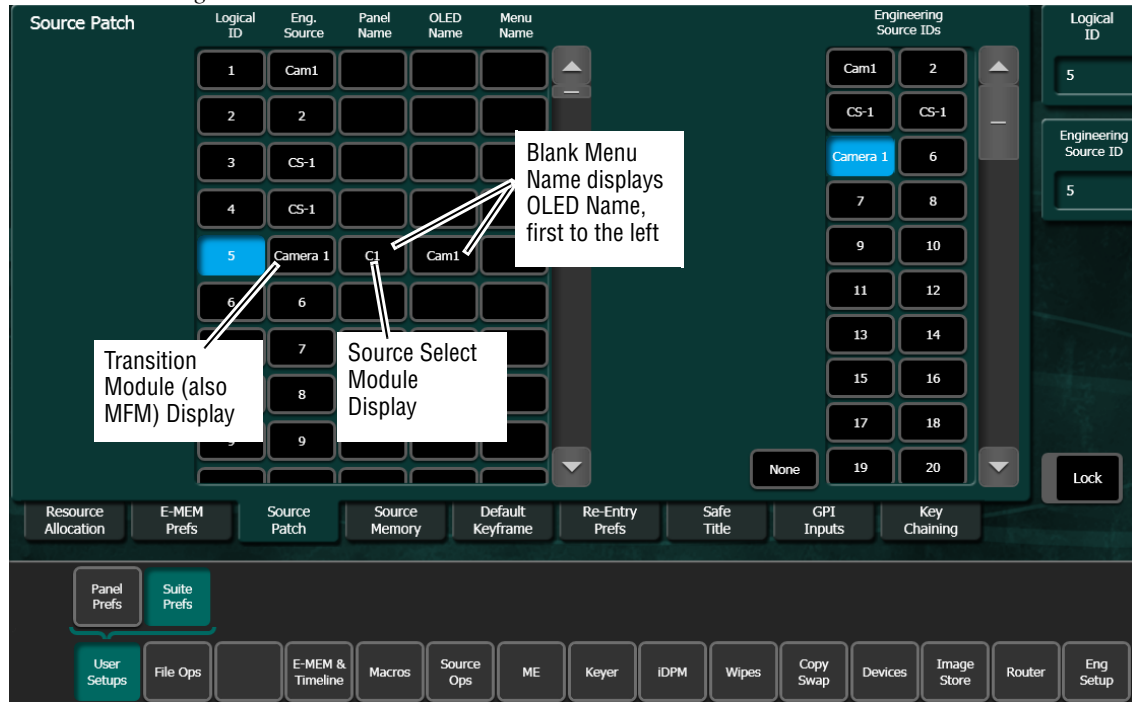 Source Patch
Logical ID
Eng. Source
Panel Name
OLED Name
Menu Name
1
Cam1
2
2
3
CS-1
4
CS-1
5
Camera 1
C1
Cam1
6
6
7
8
9
9
Blank Menu
Name displays
OLED Name,
first to the left
Transition
Module (also
MFM) Display
Source Select
Module
Display
Engineering
Source IDs
Cam1
2
CS-1
CS-1
Camera 1
6
7
8
9
10
11
12
13
14
15
16
17
18
None
19
20
Logical
ID
5
Engineering
Source ID
5
Lock
Resource
Allocation
E-MEM
Prefs
Source
Patch
Source
Memory
Default
Keyframe
Re-Entry
Prefs
Safe
Title
GPI
Inputs
Key
Chaining
Panel
Prefs
Suite
Prefs
User
Setups
File Ops
E-MEM &
Timeline
Macros
Source
Ops
ME
Keyer
iDPM
Wipes
Copy
Swap
Devices
Image
Store
Router
Eng
Setup